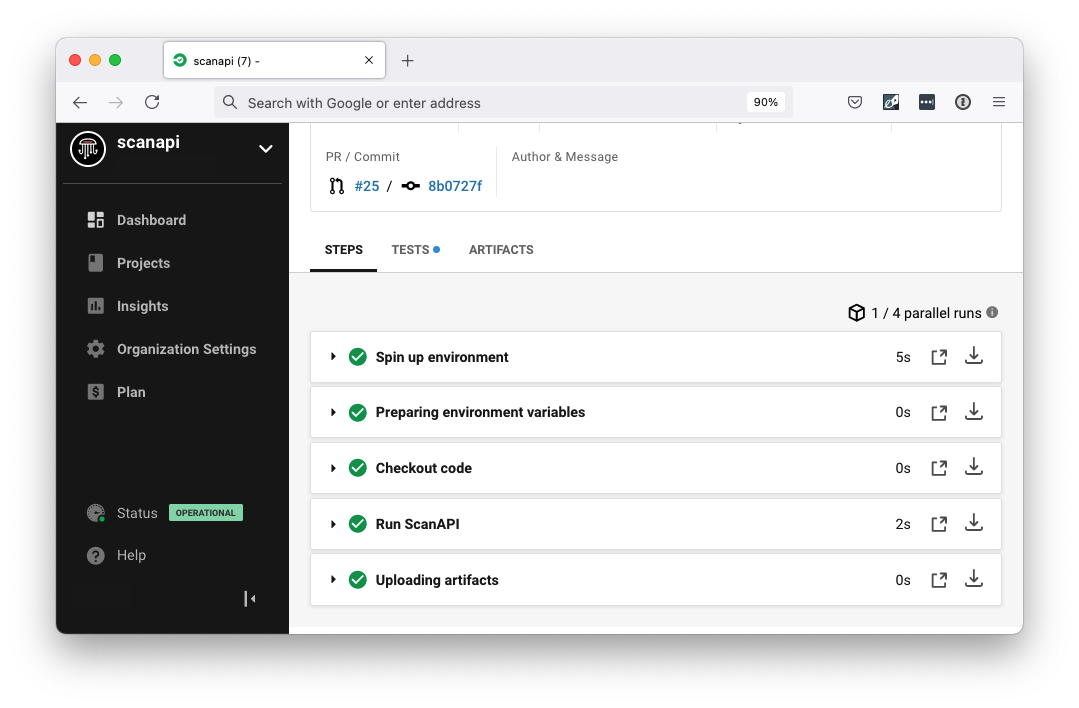 scanapi (7) -
Search with Google or enter address
90%
scanapi
Dashboard
Projects
Insights
Organization Settings
Plan
Status OPERATIONAL
Help
PR / Commit
Author & Message
#25 / 8b0727f
STEPS TESTS ARTIFACTS
1 / 4 parallel runs
Spin up environment 5s
Preparing environment variables 0s
Checkout code 0s
Run ScanAPI 2s
Uploading artifacts 0s